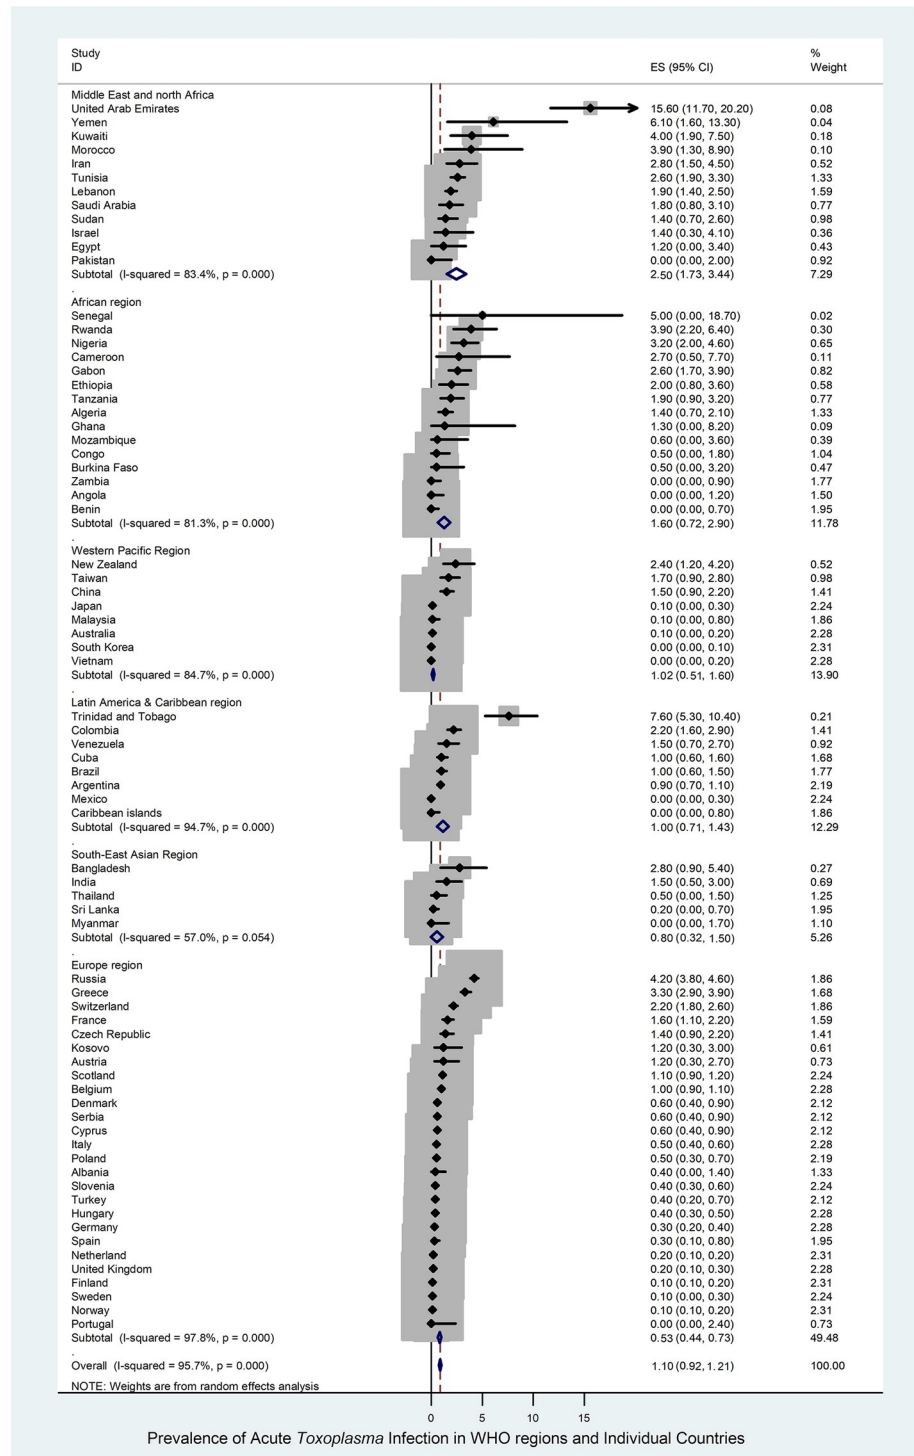 Study % 
ID ES (95% CI) Weight
Middle East and north Africa
United Arab Emirates 15.60 (11.70, 20.20) 0.08
Yemen 6.10 (1.60, 13.30) 0.04
Kuwaiti 4.00 (1.90, 7.50) 0.18
Morocco 3.90 (1.30, 8.90) 0.10
Iran 2.80 (1.50, 4.50) 0.52
Tunisia 2.60 (1.90, 3.30) 1.33
Lebanon 1.90 (1.40, 2.50) 1.59
Saudi Arabia 1.80 (0.80, 3.10) 0.77
Sudan 1.40 (0.70, 2.60) 0.98
Israel 1.40 (0.30, 4.10) 0.36
Egypt 1.20 (0.00, 3.40) 0.43
Pakistan 0.00 (0.00, 2.00) 0.92
Subtotal (I-squared = 83.4%, p = 0.000) 2.50 (1.73, 3.44) 7.29
.
African region
Senegal 5.00 (0.00, 18.70) 0.02
Rwanda 3.90 (2.20, 6.40) 0.30
Nigeria 3.20 (2.00, 4.60) 0.65
Cameroon 2.70 (0.50, 7.70) 0.11
Gabon 2.60 (1.70, 3.90) 0.82
Ethiopia 2.00 (0.80, 3.60) 0.58
Tanzania 1.90 (0.90, 3.20) 0.77
Algeria 1.40 (0.70, 2.10) 1.33
Ghana 1.30 (0.00, 8.20) 0.09
Mozambique 0.60 (0.00, 3.60) 0.39
Congo 0.50 (0.00, 1.80) 1.04
Burkina Faso 0.50 (0.00, 3.20) 0.47
Zambia 0.00 (0.00, 0.90) 1.77
Angola 0.00 (0.00, 1.20) 1.50
Benin 0.00 (0.00, 0.70) 1.95
Subtotal (I-squared = 81.3%, p = 0.000) 1.60 (0.72, 2.90) 11.78
.
Western Pacific Region
New Zealand 2.40 (1.20, 4.20) 0.52
Taiwan 1.70 (0.90, 2.80) 0.98
China 1.50 (0.90, 2.20) 1.41
Japan 0.10 (0.00, 0.30) 2.24
Malaysia 0.10 (0.00, 0.80) 1.86
Australia 0.10 (0.00, 0.20) 2.28
South Korea 0.00 (0.00, 0.10) 2.31
Vietnam 0.00 (0.00, 0.20) 2.28
Subtotal (I-squared = 84.7%, p = 0.000) 1.02 (0.51, 1.60) 13.90
.
Latin America & Caribbean region
Trinidad and Tobago 7.60 (5.30, 10.40) 0.21
Colombia 2.20 (1.60, 2.90) 1.41
Venezuela 1.50 (0.70, 2.70) 0.92
Cuba 1.00 (0.60, 1.60) 1.68
Brazil 1.00 (0.60, 1.50) 1.77
Argentina 0.90 (0.70, 1.10) 2.19
Mexico 0.00 (0.00, 0.30) 2.24
Caribbean islands 0.00 (0.00, 0.80) 1.86
Subtotal (I-squared = 94.7%, p = 0.000) 1.00 (0.71, 1.43) 12.29
.
South-East Asian Region
Bangladesh 2.80 (0.90, 5.40) 0.27
India 1.50 (0.50, 3.00) 0.69
Thailand 0.50 (0.00, 1.50) 1.25
Sri Lanka 0.20 (0.00, 0.70) 1.95
Myanmar 0.00 (0.00, 1.70) 1.10
Subtotal (I-squared = 57.0%, p = 0.054) 0.80 (0.32, 1.50) 5.26
.
Europe region
Russia 4.20 (3.80, 4.60) 1.86
Greece 3.30 (2.90, 3.90) 1.68
Switzerland 2.20 (1.80, 2.60) 1.86
France 1.60 (1.10, 2.20) 1.59
Czech Republic 1.40 (0.90, 2.20) 1.41
Kosovo 1.20 (0.30, 3.00) 0.61
Austria 1.20 (0.30, 2.70) 0.73
Scotland 1.10 (0.90, 1.20) 2.24
Belgium 1.00 (0.90, 1.10) 2.28
Denmark 0.60 (0.40, 0.90) 2.12
Serbia 0.60 (0.40, 0.90) 2.12
Cyprus 0.60 (0.40, 0.90) 2.12
Italy 0.50 (0.40, 0.60) 2.28
Poland 0.50 (0.30, 0.70) 2.19
Albania 0.40 (0.00, 1.40) 1.33
Slovenia 0.40 (0.30, 0.60) 2.24
Turkey 0.40 (0.20, 0.70) 2.12
Hungary 0.40 (0.30, 0.50) 2.28
Germany 0.30 (0.20, 0.40) 2.28
Spain 0.30 (0.10, 0.80) 1.95
Netherland 0.20 (0.10, 0.20) 2.31
United Kingdom 0.20 (0.10, 0.30) 2.28
Finland 0.10 (0.10, 0.20) 2.31
Sweden 0.10 (0.00, 0.30) 2.24
Norway 0.10 (0.10, 0.20) 2.31
Portugal 0.00 (0.00, 2.40) 0.73
Subtotal (I-squared = 97.8%, p = 0.000) 0.53 (0.44, 0.73) 49.48
.
Overall (I-squared = 95.7%, p = 0.000) 1.10 (0.92, 1.21) 100.00
NOTE: Weights are from random effects analysis
0 5 10 15
Prevalence of Acute Toxoplasma Infection in WHO regions and Individual Countries